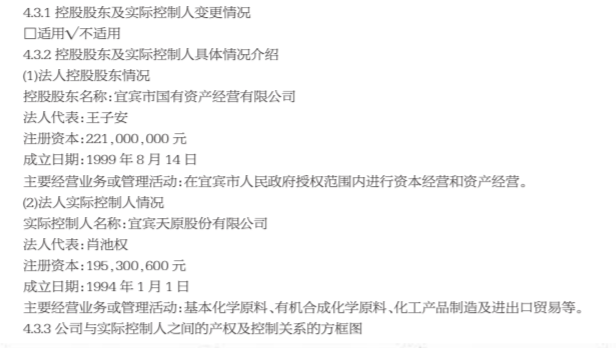 4.3.1 控股股东及实际控制人变更情况
□适用√不适用
4.3.2 控股股东及实际控制人具体情况介绍
(1)法人控股股东情况
控股股东名称:宜宾市国有资产经营有限公司
法人代表:王子安
注册资本:221,000,000 元
成立日期:1999 年 8 月 14 日
主要经营业务或管理活动:在宜宾市人民政府授权范围内进行资本经营和资产经营。
(2)法人实际控制人情况
实际控制人名称:宜宾天原股份有限公司
法人代表:肖池权
注册资本:195,300,600 元
成立日期:1994 年 1 月 1 日
主要经营业务或管理活动:基本化学原料、有机合成化学原料、化工产品制造及进出口贸易等。
4.3.3 公司与实际控制人之间的产权及控制关系的方框图